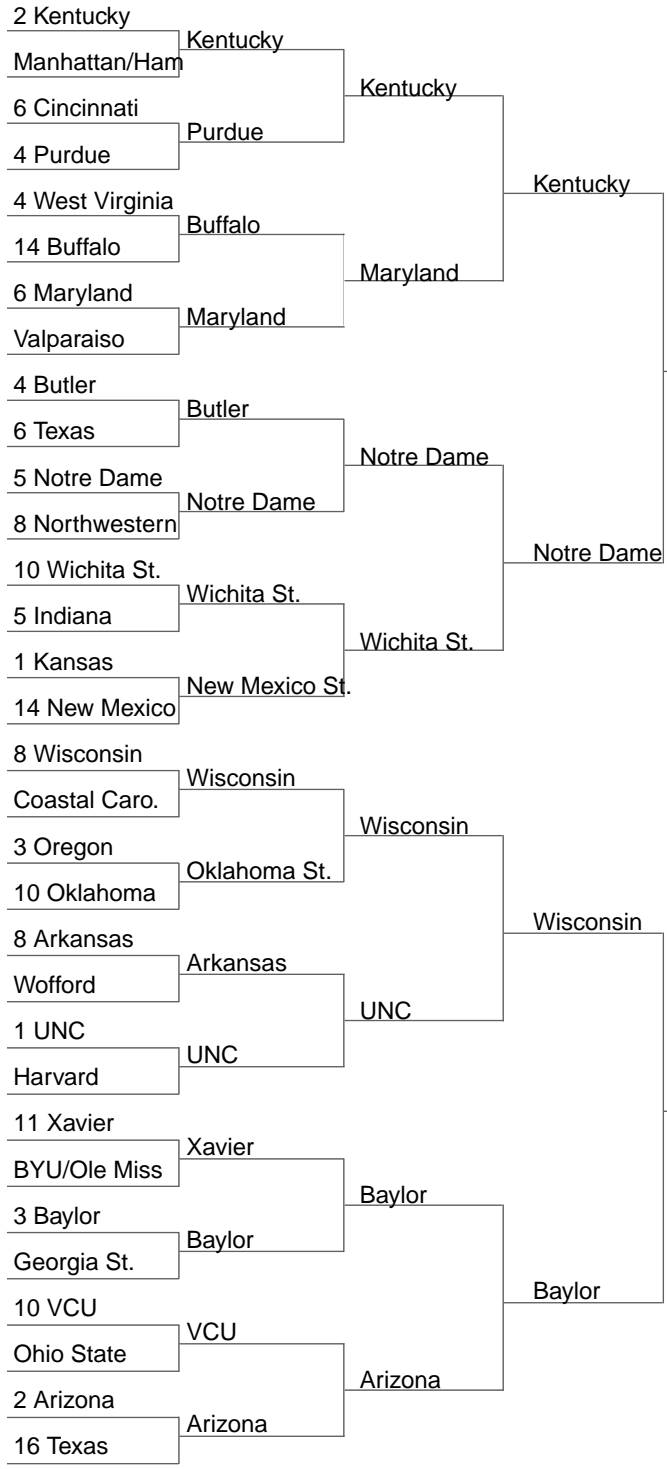 2 Kentucky
Manhattan/Ham
6 Cincinnati
4 Purdue
4 West Virginia
14 Buffalo
6 Maryland
Valparaiso
4 Butler
6 Texas
5 Notre Dame
8 Northwestern
10 Wichita St.
5 Indiana
1 Kansas
14 New Mexico
8 Wisconsin
Coastal Caro.
3 Oregon
10 Oklahoma
8 Arkansas
Wofford
1 UNC
Harvard
11 Xavier
BYU/Ole Miss
3 Baylor
Georgia St.
10 VCU
Ohio State
2 Arizona
16 Texas
Kentucky
Purdue
Buffalo
Maryland
Butler
Notre Dame
Wichita St.
New Mexico St.
Wisconsin
Oklahoma St.
Arkansas
UNC
Xavier
Baylor
VCU
Arizona
Kentucky
Maryland
Notre Dame
Wichita St.
Wisconsin
UNC
Baylor
Arizona
Kentucky
Notre Dame
Wisconsin
Baylor